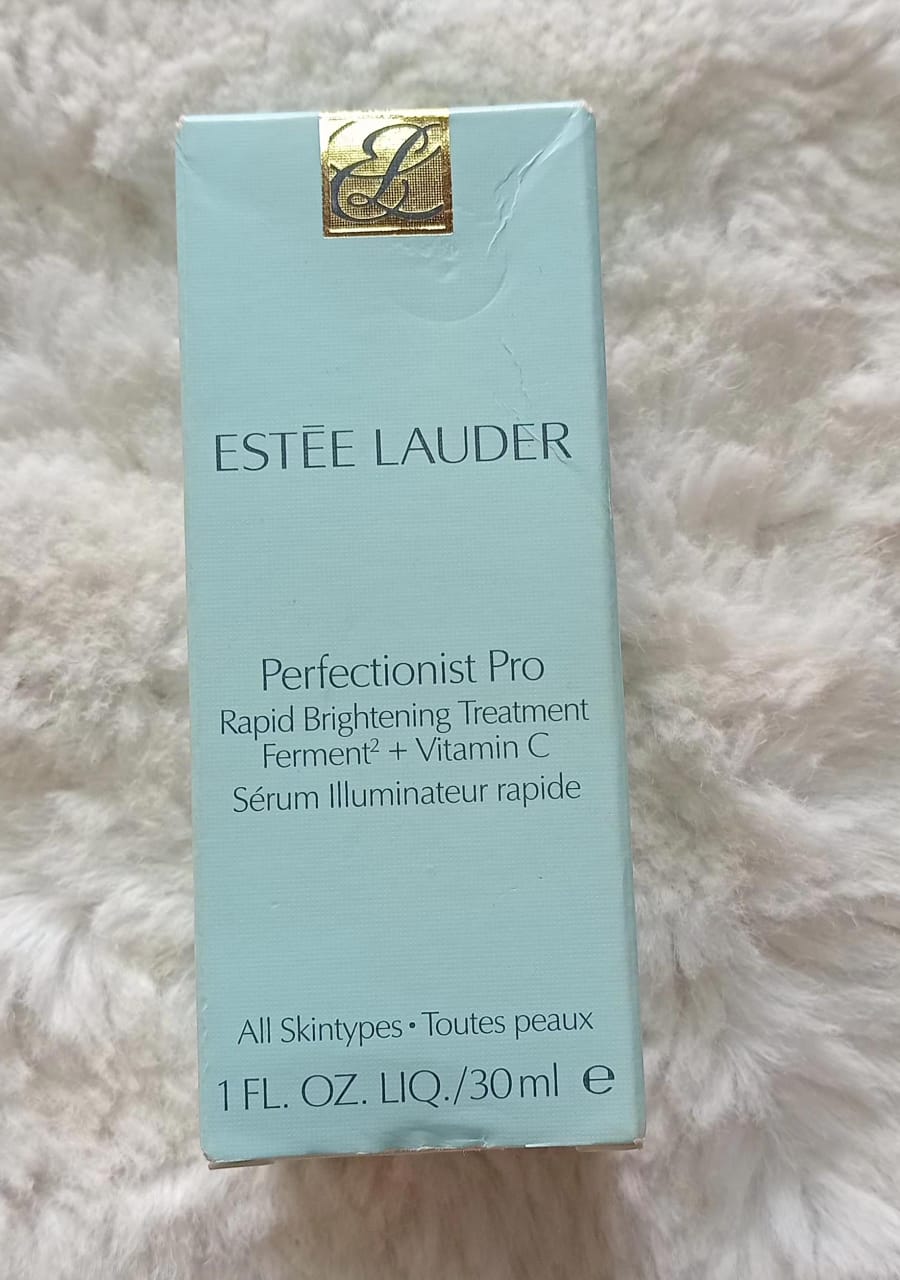 EL
ESTĒE LAUDER
Perfectionist Pro
Rapid Brightening Treatment
Ferment² + Vitamin C
Sérum Illuminateur rapide
All Skintypes • Toutes peaux
1 FL. OZ. LIQ./30 ml ℮